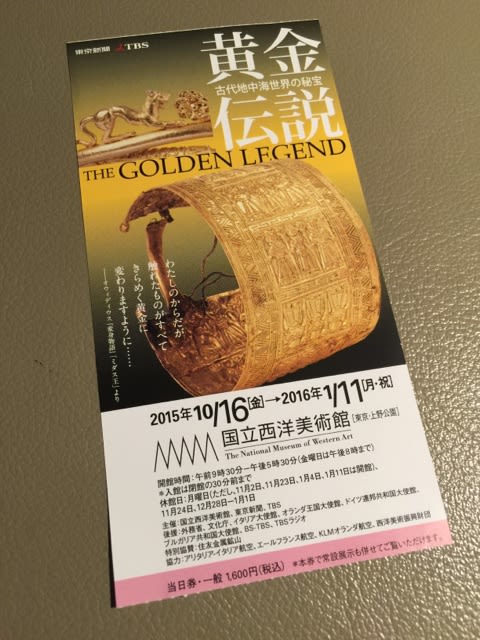 東京新聞 TBS
黄金
古代地中海世界の秘宝
伝説
THE GOLDEN LEGEND
わたしのからだが
触れたものがすべて
きらめく黄金に
変わりますように……
──オウィディウス『変身物語』「ミダス王」より
2015年10/16[金]→2016年1/11[月・祝]
国立西洋美術館[東京・上野公園]
The National Museum of Western Art
開館時間:午前9時30分―午後5時30分(金曜日は午後8時まで)
*入館は閉館の30分前まで
休館日:月曜日(ただし、11月2日、11月23日、1月4日、1月11日は開館)、
11月24日、12月28日―1月1日
主催:国立西洋美術館、東京新聞、TBS
後援:外務省、文化庁、イタリア大使館、オランダ王国大使館、ドイツ連邦共和国大使館、
ブルガリア共和国大使館、BS-TBS、TBSラジオ
特別協賛:住友金属鉱山
協力:アリタリア-イタリア航空、エールフランス航空、KLMオランダ航空、西洋美術振興財団
当日券・一般 1,600円(税込) *本券で常設展示も併せてご覧いただけます。